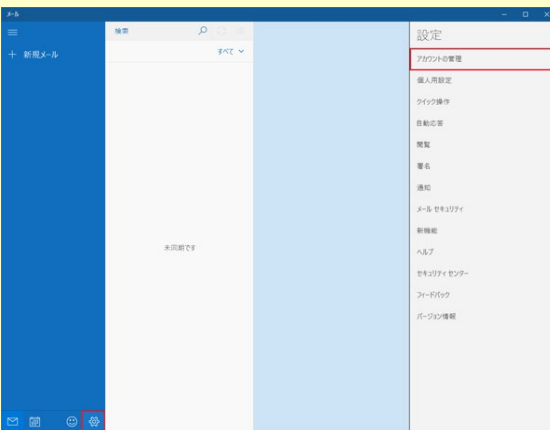 メール
検索
＋ 新規メール
すべて
未同期です
設定
アカウントの管理
個人用設定
クイック操作
自動応答
閲覧
署名
通知
メール セキュリティ
新機能
ヘルプ
セキュリティ センター
フィードバック
バージョン情報